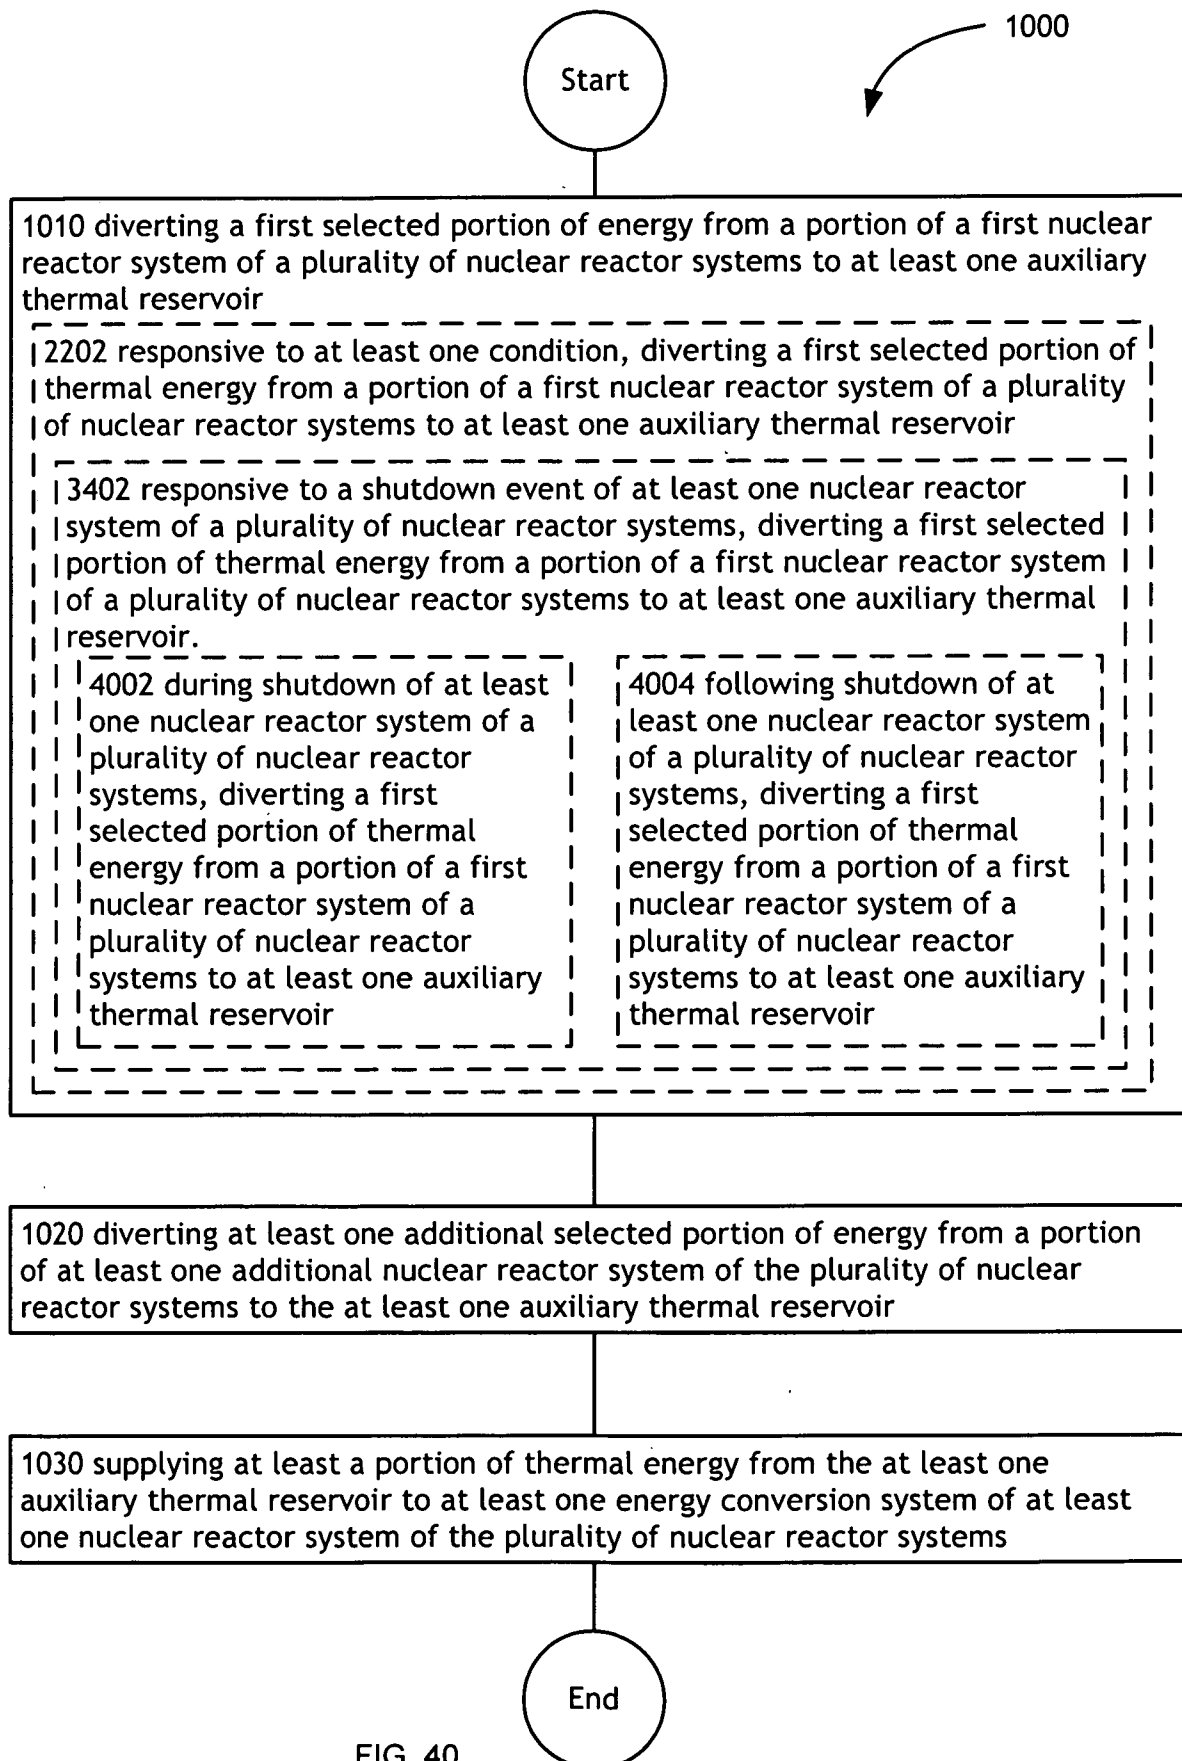 1000
Start
1010 diverting a first selected portion of energy from a portion of a first nuclear
reactor system of a plurality of nuclear reactor systems to at least one auxiliary
thermal reservoir
2202 responsive to at least one condition, diverting a first selected portion of
thermal energy from a portion of a first nuclear reactor system of a plurality
of nuclear reactor systems to at least one auxiliary thermal reservoir
3402 responsive to a shutdown event of at least one nuclear reactor
system of a plurality of nuclear reactor systems, diverting a first selected
portion of thermal energy from a portion of a first nuclear reactor system
of a plurality of nuclear reactor systems to at least one auxiliary thermal
reservoir.
4002 during shutdown of at least
one nuclear reactor system of a
plurality of nuclear reactor
systems, diverting a first
selected portion of thermal
energy from a portion of a first
nuclear reactor system of a
plurality of nuclear reactor
systems to at least one auxiliary
thermal reservoir
4004 following shutdown of at
least one nuclear reactor system
of a plurality of nuclear reactor
systems, diverting a first
selected portion of thermal
energy from a portion of a first
nuclear reactor system of a
plurality of nuclear reactor
systems to at least one auxiliary
thermal reservoir
1020 diverting at least one additional selected portion of energy from a portion
of at least one additional nuclear reactor system of the plurality of nuclear
reactor systems to the at least one auxiliary thermal reservoir
1030 supplying at least a portion of thermal energy from the at least one
auxiliary thermal reservoir to at least one energy conversion system of at least
one nuclear reactor system of the plurality of nuclear reactor systems
End
FIG. 40